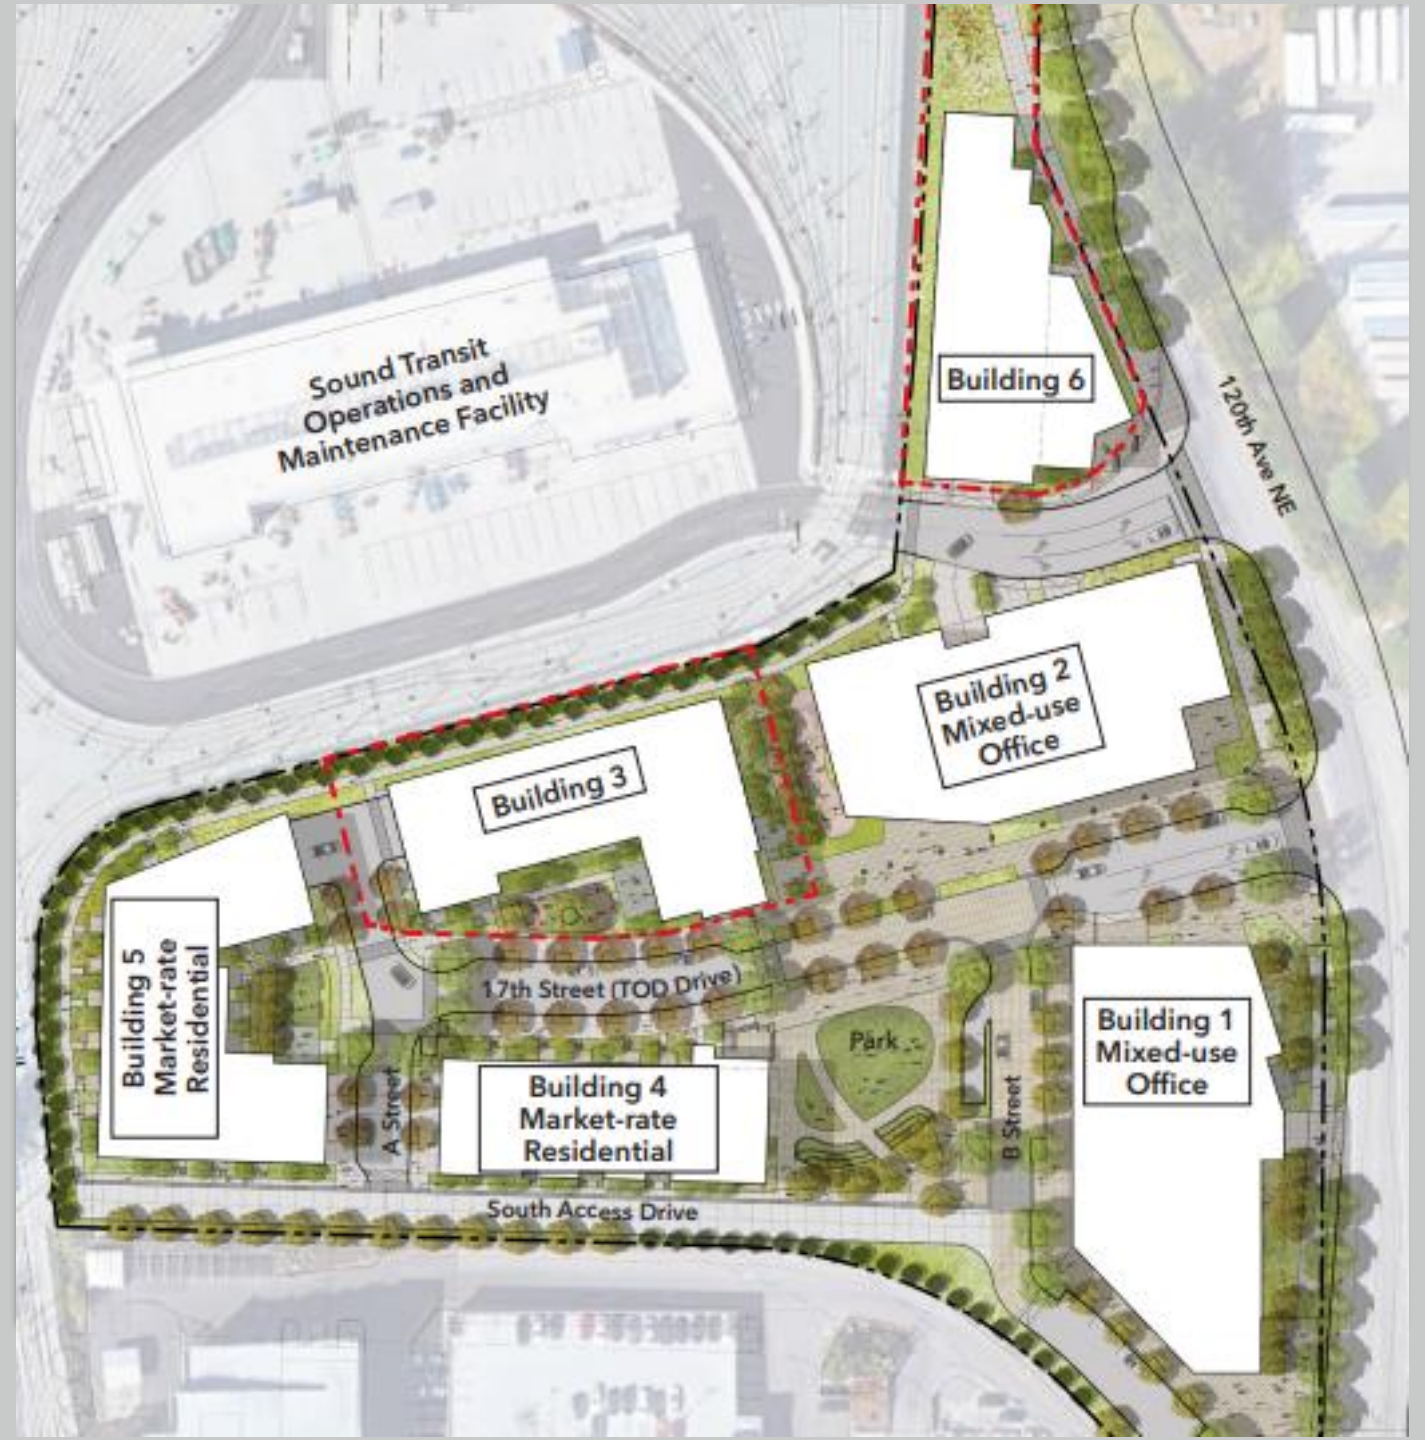 Sound Transit
Operations and
Maintenance Facility
Building 6
120th Ave NE
Building 2
Mixed-use
Office
Building 3
Building 5
Market-rate
Residential
17th Street (TOD Drive)
Park
Building 1
Mixed-use
Office
A Street
Building 4
Market-rate
Residential
B Street
South Access Drive